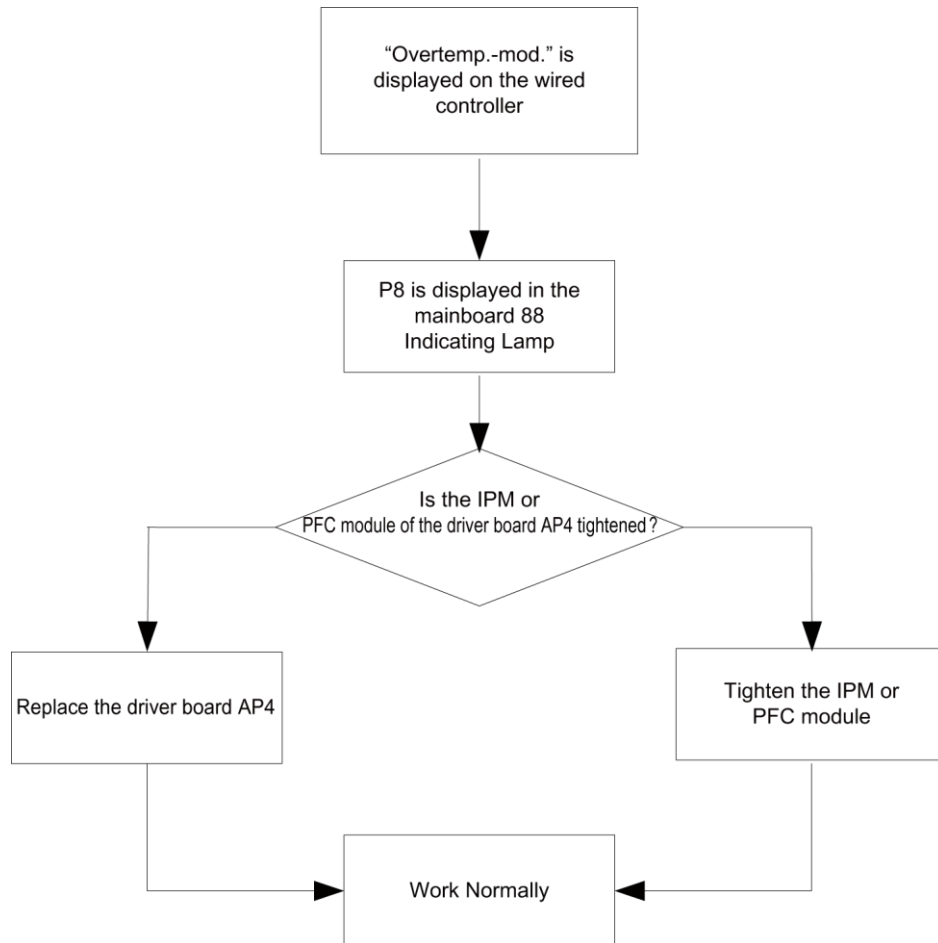 “Overtemp.-mod.” is
displayed on the wired
controller
P8 is displayed in the
mainboard 88
Indicating Lamp
Is the IPM or
PFC module of the driver board AP4 tightened?
Replace the driver board AP4
Tighten the IPM or
PFC module
Work Normally